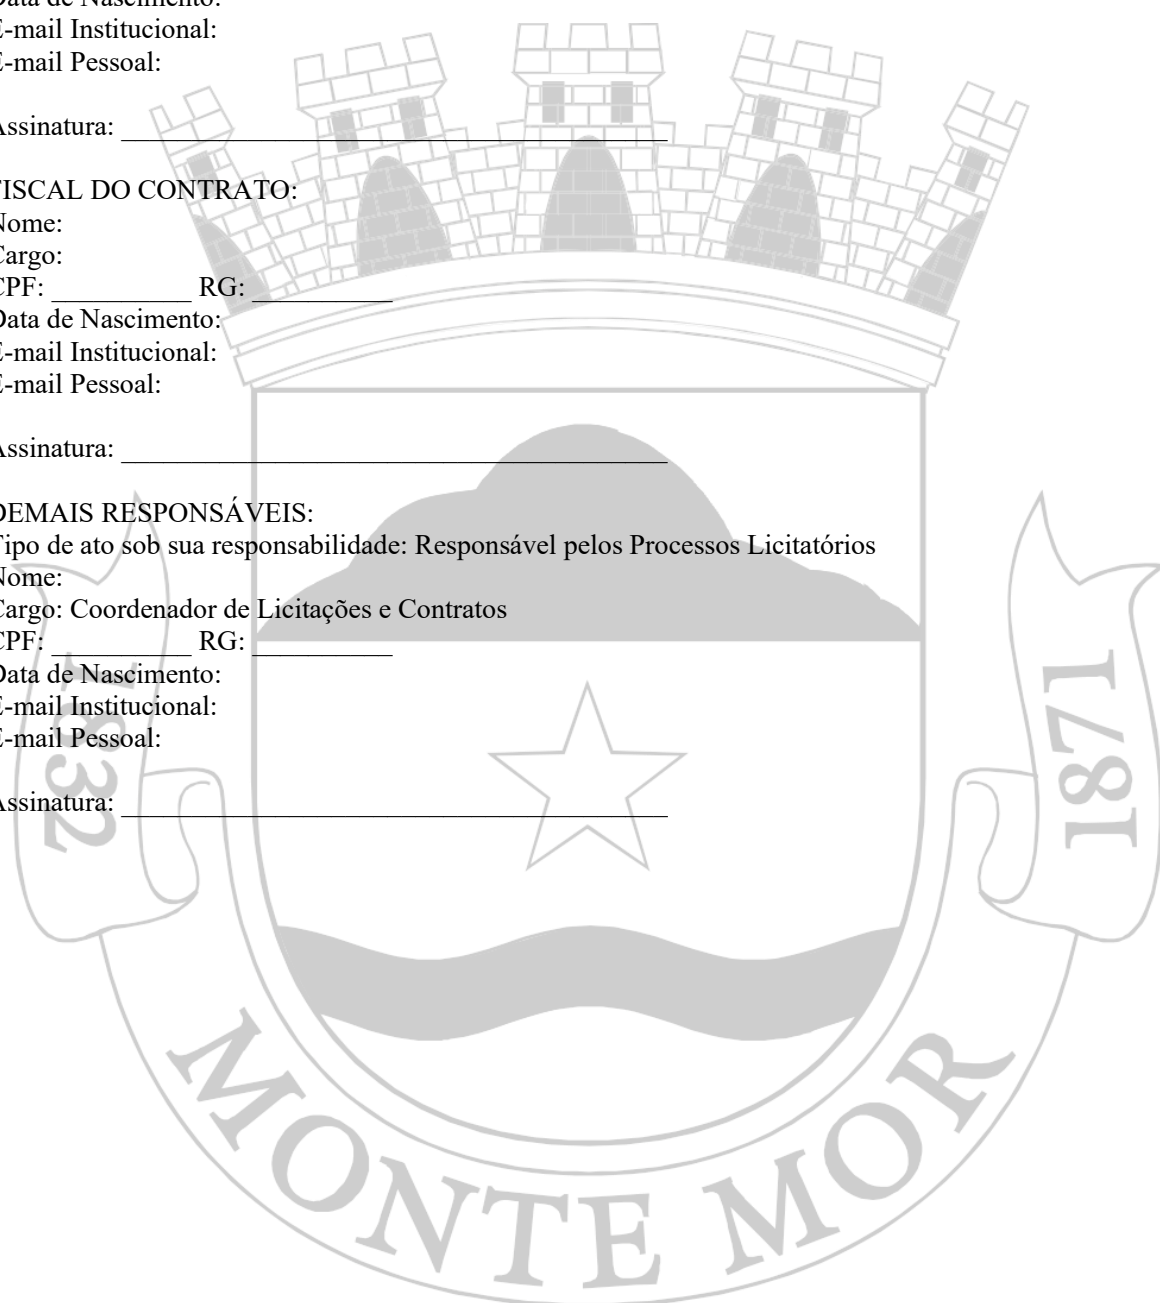 Data de Nascimento:
E-mail Institucional:
E-mail Pessoal:
Assinatura: _______________________________________
FISCAL DO CONTRATO:
Nome:
Cargo:
CPF: __________ RG: __________
Data de Nascimento:
E-mail Institucional:
E-mail Pessoal:
Assinatura: _______________________________________
DEMAIS RESPONSÁVEIS:
Tipo de ato sob sua responsabilidade: Responsável pelos Processos Licitatórios
Nome:
Cargo: Coordenador de Licitações e Contratos
CPF: __________ RG: __________
Data de Nascimento:
E-mail Institucional:
E-mail Pessoal:
Assinatura: _______________________________________
1832
1871
MONTE MOR